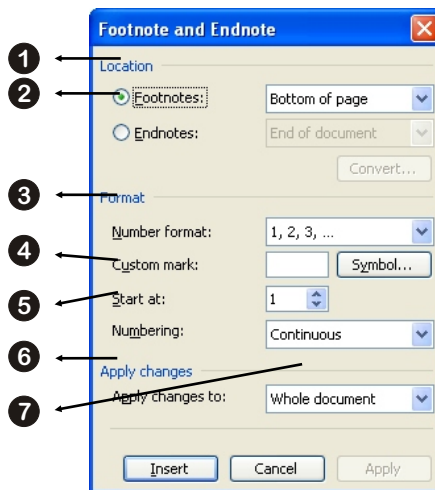 Footnote and Endnote
1
Location
2
Footnotes: Bottom of page
Endnotes: End of document
Convert...
3
Format
Number format: 1, 2, 3, ...
4
Custom mark: Symbol...
5
Start at: 1
Numbering: Continuous
6
Apply changes
7
Apply changes to: Whole document
Insert Cancel Apply